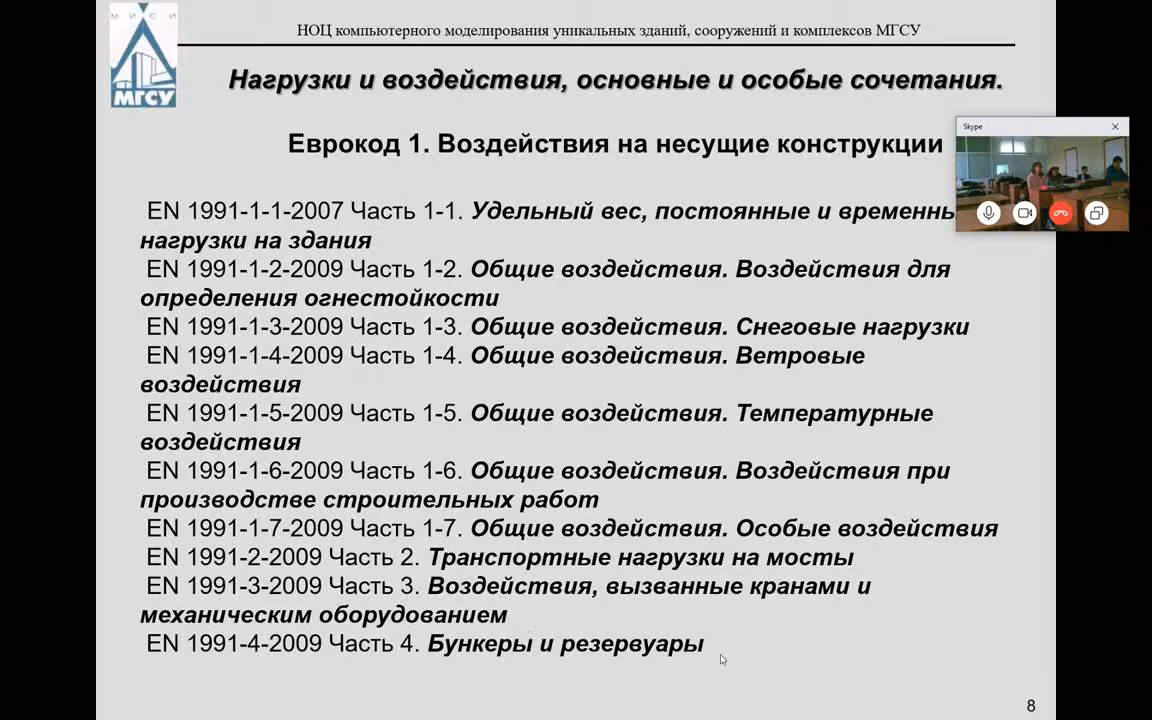 МИСИ
МГСУ
НОЦ компьютерного моделирования уникальных зданий, сооружений и комплексов МГСУ
Нагрузки и воздействия, основные и особые сочетания.
Еврокод 1. Воздействия на несущие конструкции
Skype
EN 1991-1-1-2007 Часть 1-1. Удельный вес, постоянные и временны
нагрузки на здания
EN 1991-1-2-2009 Часть 1-2. Общие воздействия. Воздействия для
определения огнестойкости
EN 1991-1-3-2009 Часть 1-3. Общие воздействия. Снеговые нагрузки
EN 1991-1-4-2009 Часть 1-4. Общие воздействия. Ветровые
воздействия
EN 1991-1-5-2009 Часть 1-5. Общие воздействия. Температурные
воздействия
EN 1991-1-6-2009 Часть 1-6. Общие воздействия. Воздействия при
производстве строительных работ
EN 1991-1-7-2009 Часть 1-7. Общие воздействия. Особые воздействия
EN 1991-2-2009 Часть 2. Транспортные нагрузки на мосты
EN 1991-3-2009 Часть 3. Воздействия, вызванные кранами и
механическим оборудованием
EN 1991-4-2009 Часть 4. Бункеры и резервуары
8